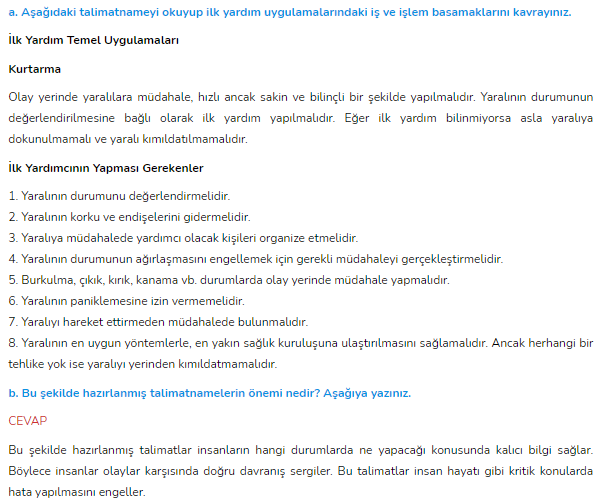 a. Aşağıdaki talimatnameyi okuyup ilk yardım uygulamalarındaki iş ve işlem basamaklarını kavrayınız.
İlk Yardım Temel Uygulamaları
Kurtarma
Olay yerinde yaralılara müdahale, hızlı ancak sakin ve bilinçli bir şekilde yapılmalıdır. Yaralının durumunun
değerlendirilmesine bağlı olarak ilk yardım yapılmalıdır. Eğer ilk yardım bilinmiyorsa asla yaralıya
dokunulmamalı ve yaralı kımıldatılmamalıdır.
İlk Yardımcının Yapması Gerekenler
1. Yaralının durumunu değerlendirmelidir.
2. Yaralının korku ve endişelerini gidermelidir.
3. Yaralıya müdahalede yardımcı olacak kişileri organize etmelidir.
4. Yaralının durumunun ağırlaşmasını engellemek için gerekli müdahaleyi gerçekleştirmelidir.
5. Burkulma, çıkık, kırık, kanama vb. durumlarda olay yerinde müdahale yapmalıdır.
6. Yaralının paniklemesine izin vermemelidir.
7. Yaralıyı hareket ettirmeden müdahalede bulunmalıdır.
8. Yaralının en uygun yöntemlerle, en yakın sağlık kuruluşuna ulaştırılmasını sağlamalıdır. Ancak herhangi bir
tehlike yok ise yaralıyı yerinden kımıldatmamalıdır.
b. Bu şekilde hazırlanmış talimatnamelerin önemi nedir? Aşağıya yazınız.
CEVAP
Bu şekilde hazırlanmış talimatlar insanların hangi durumlarda ne yapacağı konusunda kalıcı bilgi sağlar.
Böylece insanlar olaylar karşısında doğru davranış sergiler. Bu talimatlar insan hayatı gibi kritik konularda
hata yapılmasını engeller.